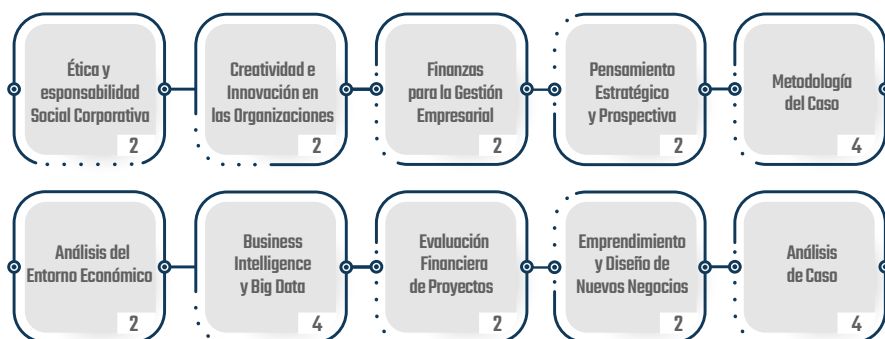 Ética y
esponsabilidad
Social Corporativa
2
Creatividad e
Innovación en
las Organizaciones
2
Finanzas
para la Gestión
Empresarial
2
Pensamiento
Estratégico
y Prospectiva
2
Metodología
del Caso
4
Análisis del
Entorno Económico
2
Business
Intelligence
y Big Data
4
Evaluación
Financiera
de Proyectos
2
Emprendimiento
y Diseño de
Nuevos Negocios
2
Análisis
de Caso
4